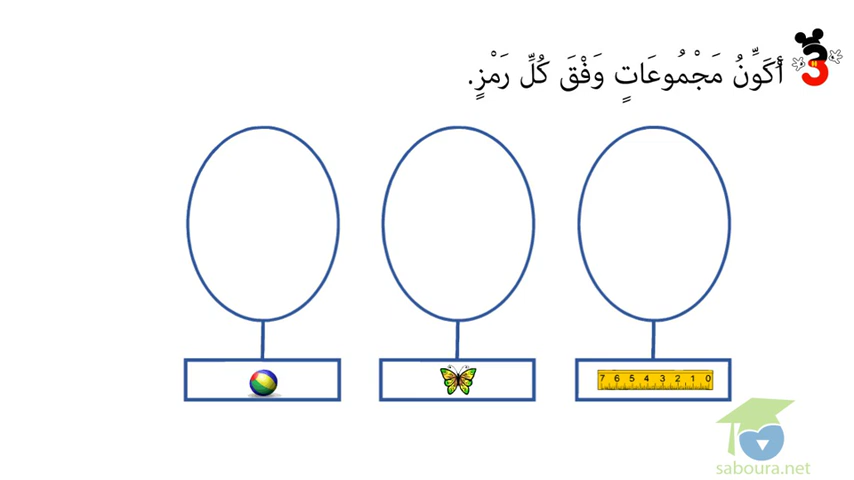 3 أُكَوِّنُ مَجْمُوعَاتٍ وَفْقَ كُلِّ رَمْزٍ.
7 6 5 4 3 2 1 0
saboura.net